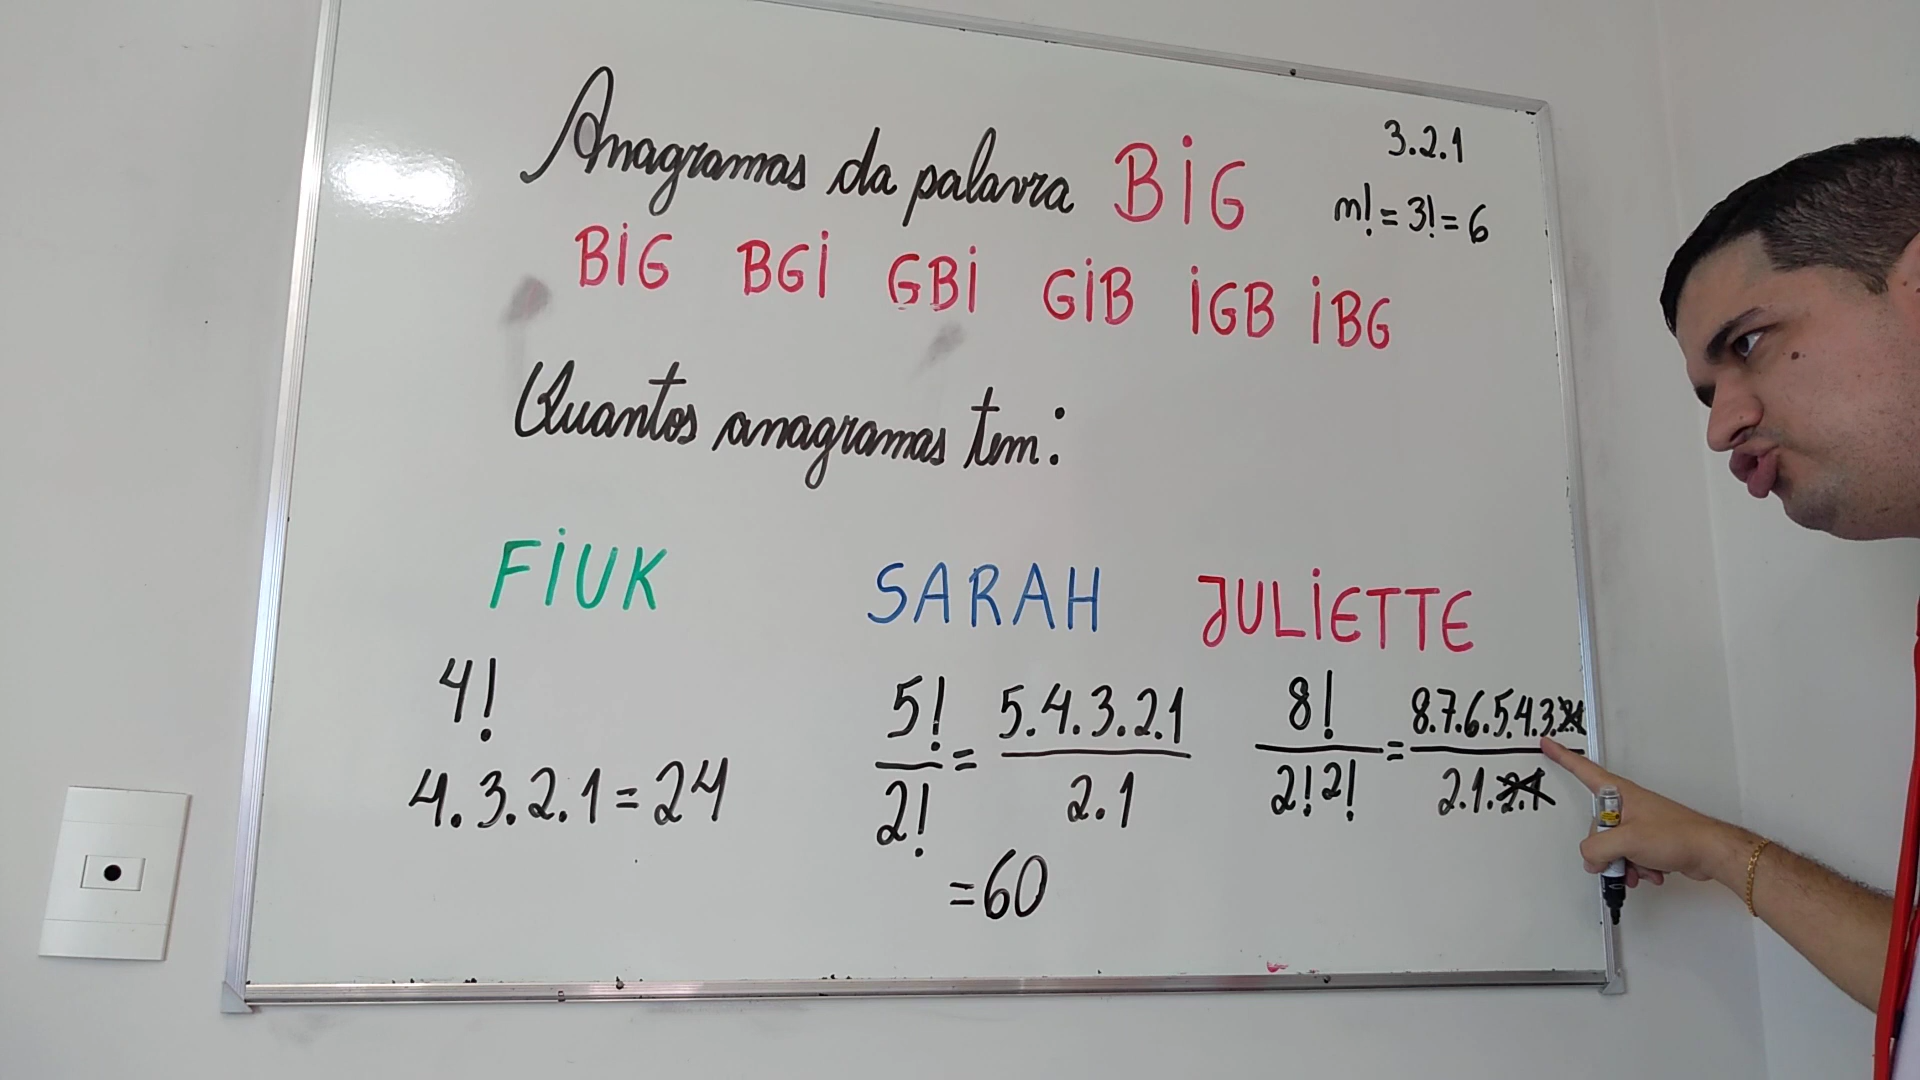 Anagramas da palavra BIG
3.2.1
n! = 3! = 6
BIG BGI GBI GIB IGB IBG
Quantos anagramas tem:
FIUK SARAH JULIETTE
4!
4.3.2.1 = 24
5!/2! = 5.4.3.2.1/2.1
= 60
8!/2!2! = 8.7.6.5.4.3.2.1/2.1.2.1